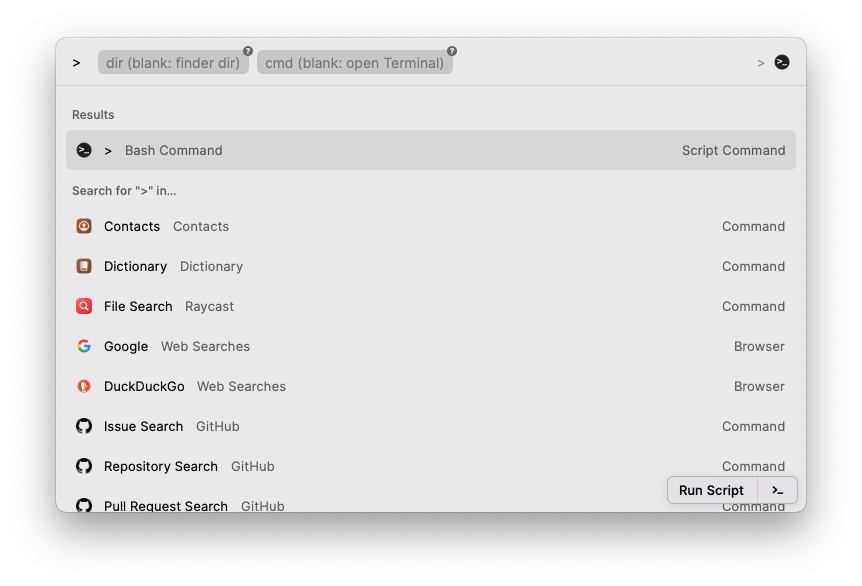 > dir (blank: finder dir) ? cmd (blank: open Terminal) ? > >_
Results
>_ > Bash Command Script Command
Search for ">" in...
Contacts Contacts Command
Dictionary Dictionary Command
File Search Raycast Command
Google Web Searches Browser
DuckDuckGo Web Searches Browser
Issue Search GitHub Command
Repository Search GitHub Command
Run Script >_
Pull Request Search GitHub Command